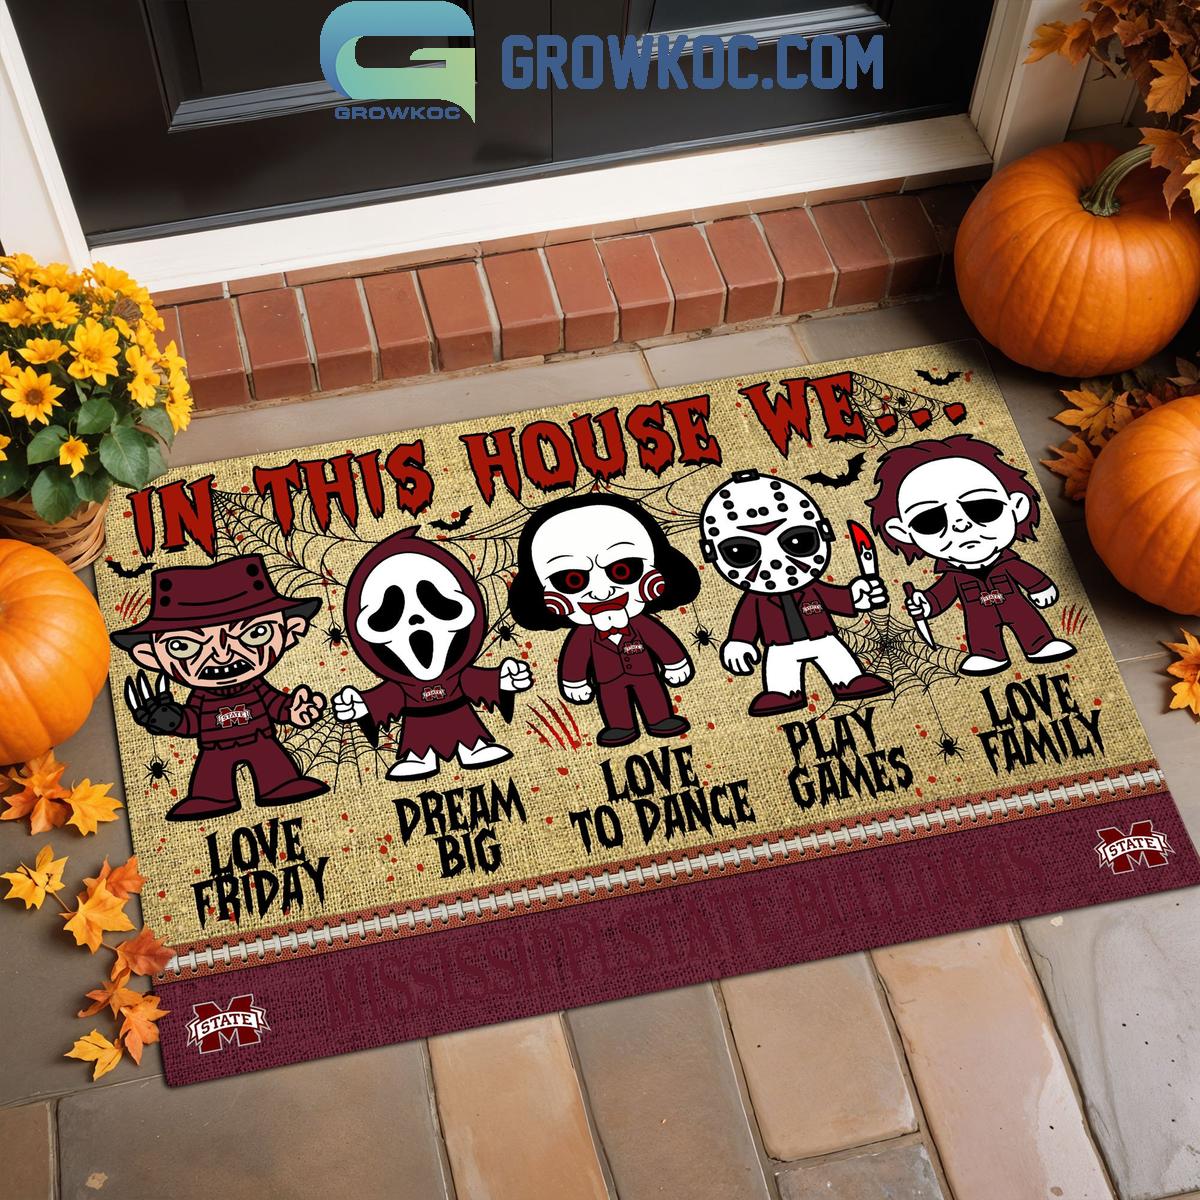 GROWKOC
GROWKOC.COM
IN THIS HOUSE WE...
LOVE
FRIDAY
DREAM
BIG
LOVE
TO DANCE
PLAY
GAMES
LOVE
FAMILY
STATE
MISSISSIPPI STATE BULLDOGS
STATE
STATE